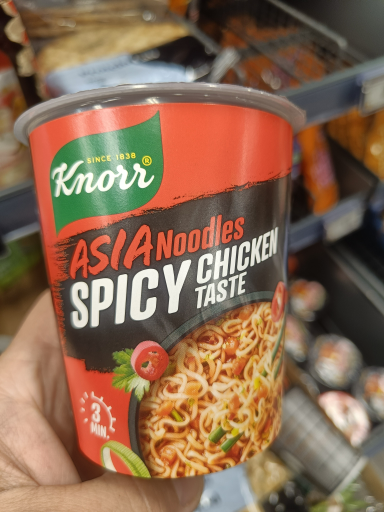 SINCE 1838
Knorr®
ASIA Noodles
SPICY CHICKEN
TASTE
3
MIN.